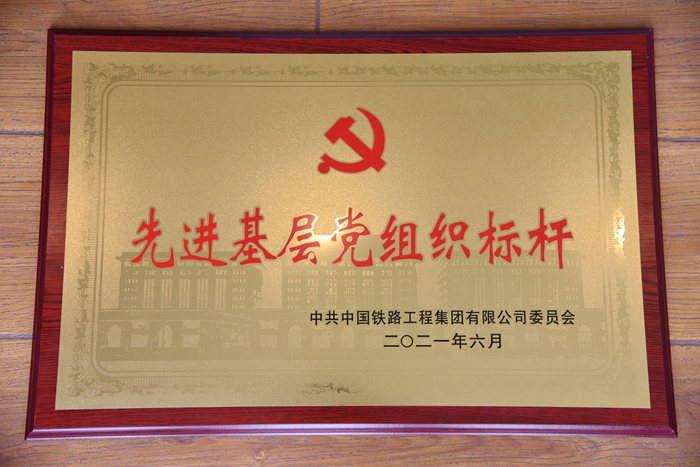 先进基层党组织标杆
中共中国铁路工程集团有限公司委员会
二〇二一年六月